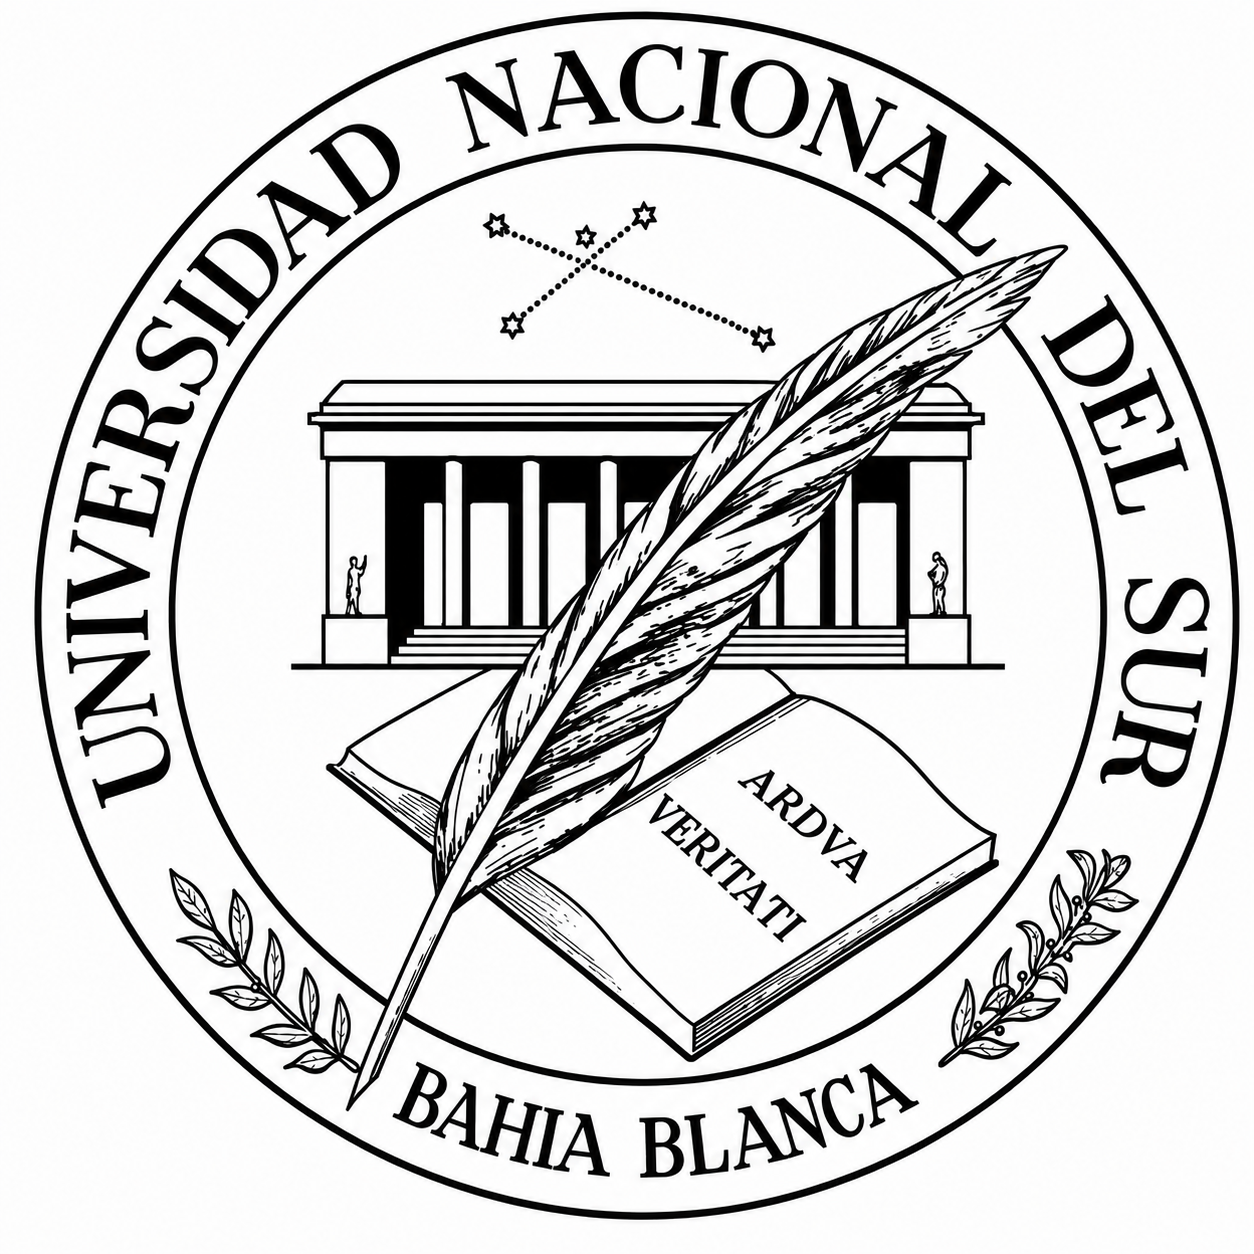 UNIVERSIDAD NACIONAL DEL SUR
ARDVA
VERITATI
BAHIA BLANCA